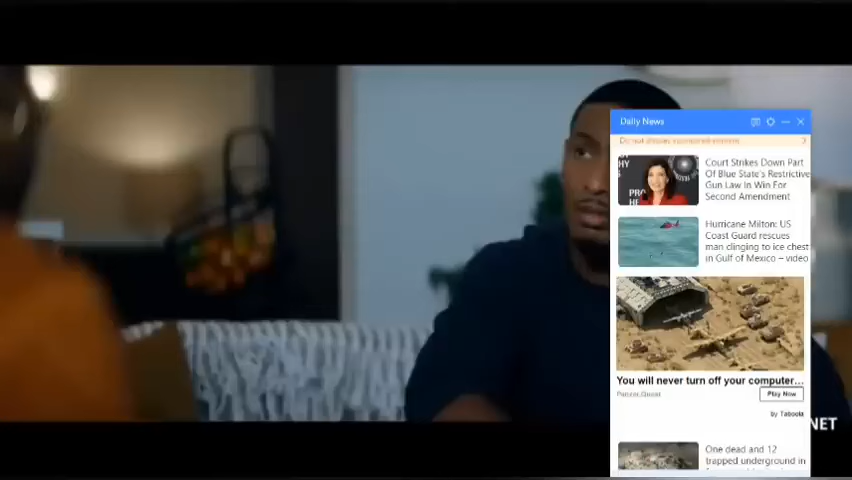 Daily News
Court Strikes Down Part
Of Blue State's Restrictive
Gun Law In Win For
Second Amendment
Hurricane Milton: US
Coast Guard rescues
man clinging to ice chest
in Gulf of Mexico – video
You will never turn off your computer...
Panzer Quest
Play Now
by Taboola
NET
One dead and 12
trapped underground in